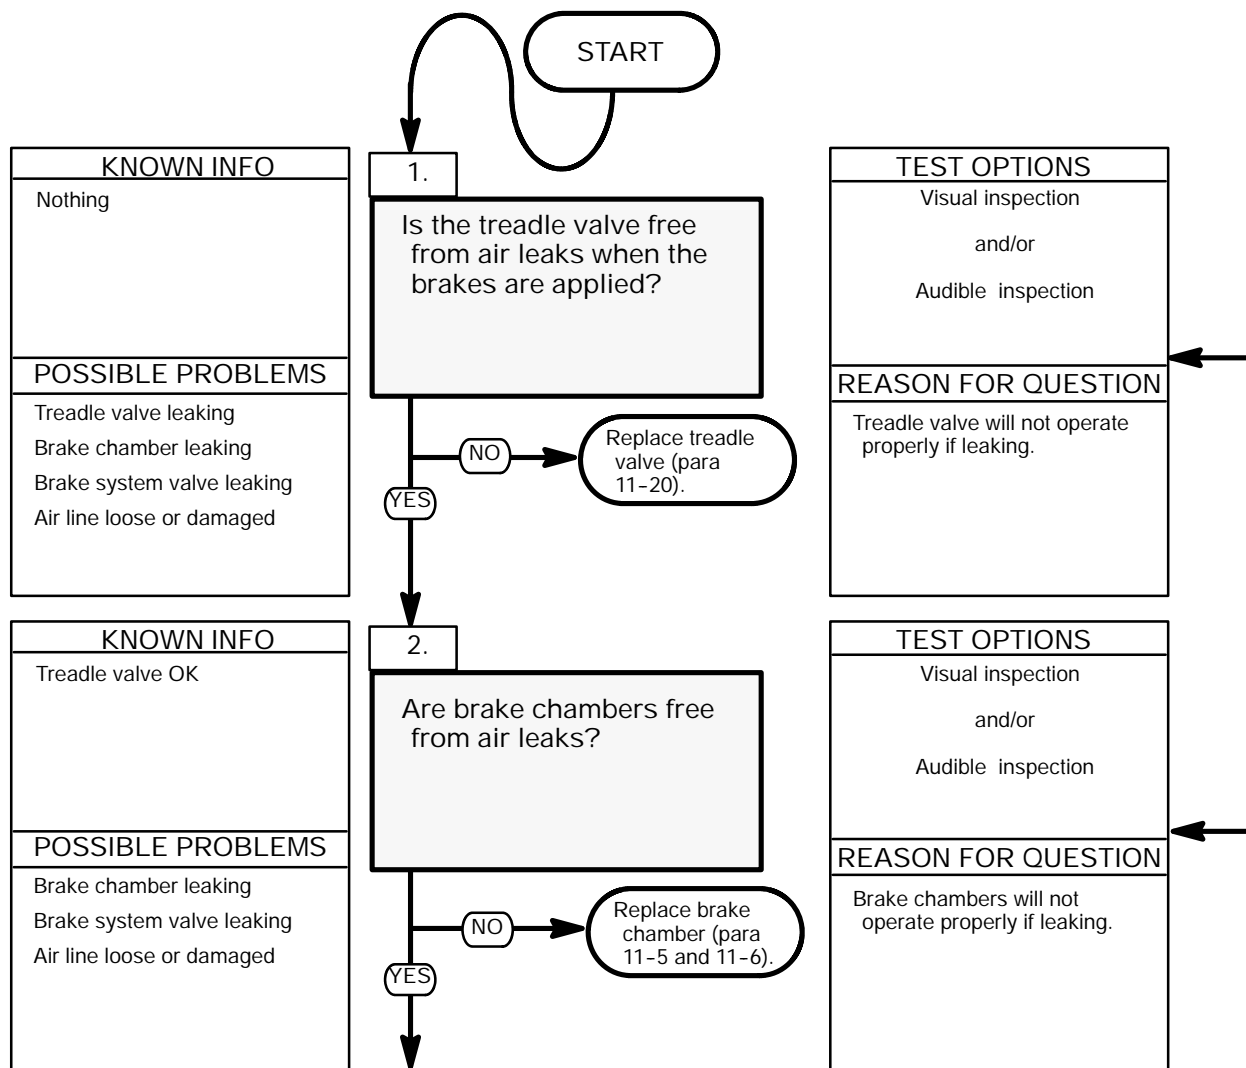 START
KNOWN INFO
Nothing
POSSIBLE PROBLEMS
Treadle valve leaking
Brake chamber leaking
Brake system valve leaking
Air line loose or damaged
1.
Is the treadle valve free
from air leaks when the
brakes are applied?
NO
Replace treadle
valve (para
11-20).
YES
TEST OPTIONS
Visual inspection
and/or
Audible inspection
REASON FOR QUESTION
Treadle valve will not operate
properly if leaking.
KNOWN INFO
Treadle valve OK
POSSIBLE PROBLEMS
Brake chamber leaking
Brake system valve leaking
Air line loose or damaged
2.
Are brake chambers free
from air leaks?
NO
Replace brake
chamber (para
11-5 and 11-6).
YES
TEST OPTIONS
Visual inspection
and/or
Audible inspection
REASON FOR QUESTION
Brake chambers will not
operate properly if leaking.